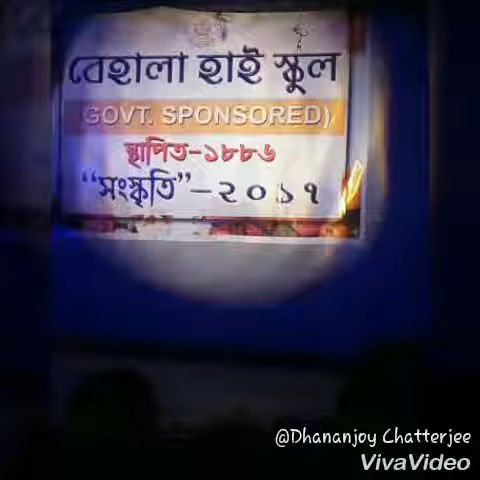 বেহালা হাই স্কুল
(GOVT. SPONSORED)
স্থাপিত-১৮৮৬
“সংস্কৃতি”-২০১৭
@Dhananjoy Chatterjee
VivaVideo